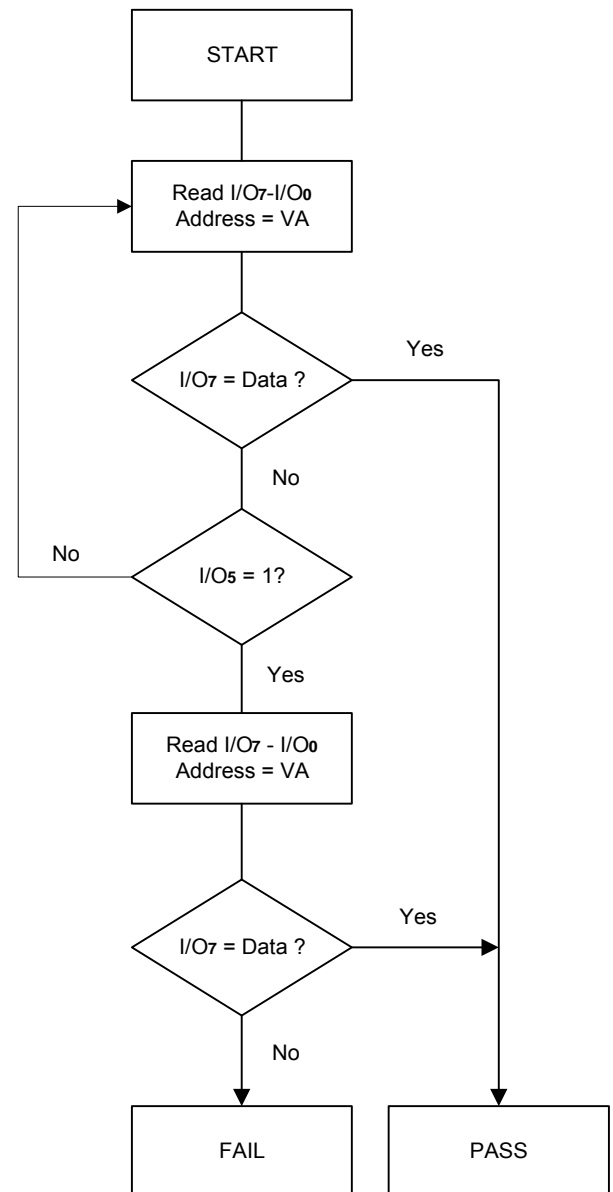 START
Read I/O7-I/O0
Address = VA
I/O7 = Data ?
Yes
No
I/O5 = 1?
No
Yes
Read I/O7 - I/O0
Address = VA
I/O7 = Data ?
Yes
No
FAIL
PASS